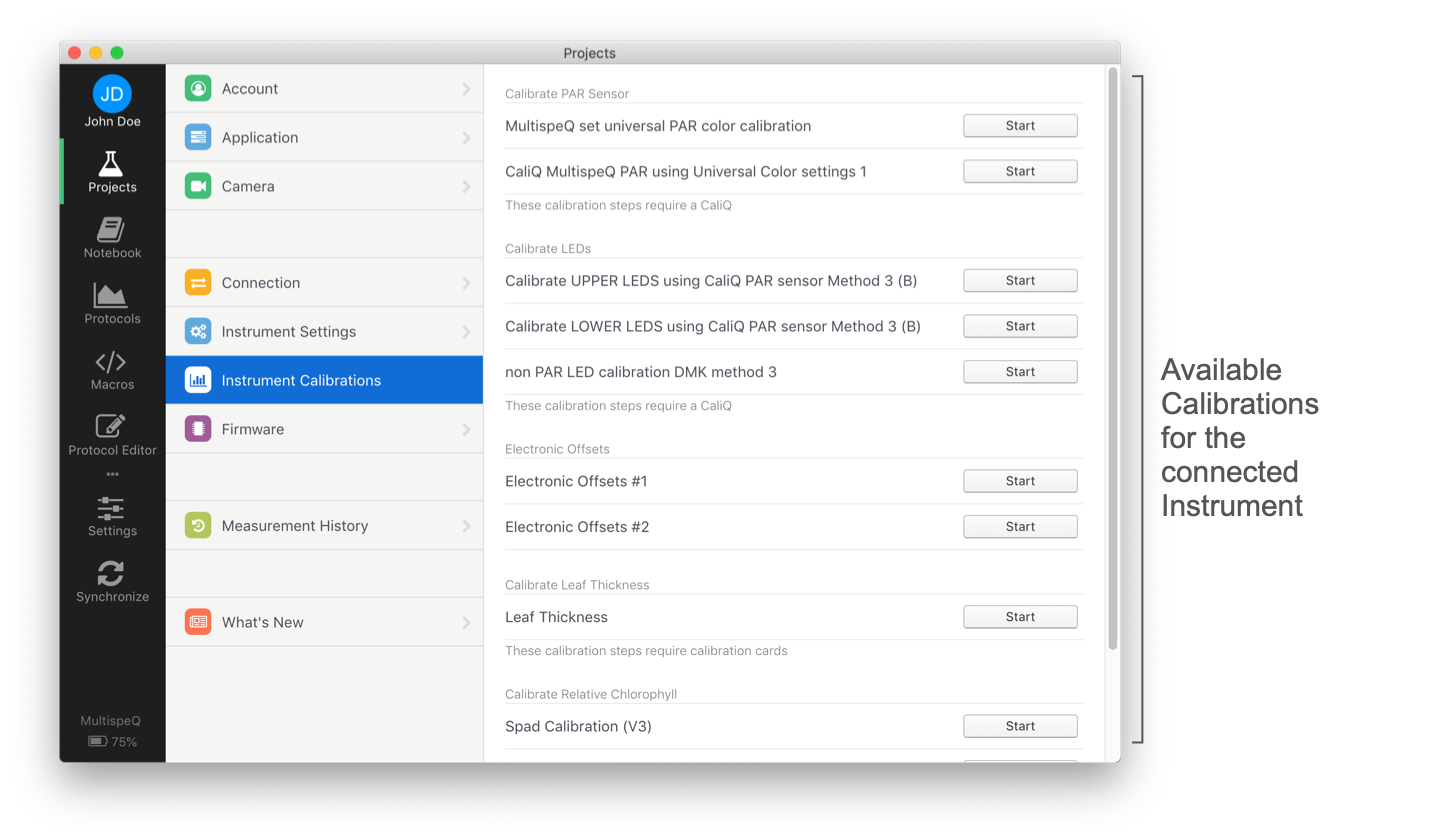 Projects
JD
John Doe
Projects
Notebook
Protocols
Macros
Protocol Editor
Settings
Synchronize
MultispeQ
75%
Account
Application
Camera
Connection
Instrument Settings
Instrument Calibrations
Firmware
Measurement History
What's New
Calibrate PAR Sensor
MultispeQ set universal PAR color calibration Start
CaliQ MultispeQ PAR using Universal Color settings 1 Start
These calibration steps require a CaliQ
Calibrate LEDs
Calibrate UPPER LEDS using CaliQ PAR sensor Method 3 (B) Start
Calibrate LOWER LEDS using CaliQ PAR sensor Method 3 (B) Start
non PAR LED calibration DMK method 3 Start
These calibration steps require a CaliQ
Electronic Offsets
Electronic Offsets #1 Start
Electronic Offsets #2 Start
Calibrate Leaf Thickness
Leaf Thickness Start
These calibration steps require calibration cards
Calibrate Relative Chlorophyll
Spad Calibration (V3) Start
Available
Calibrations
for the
connected
Instrument